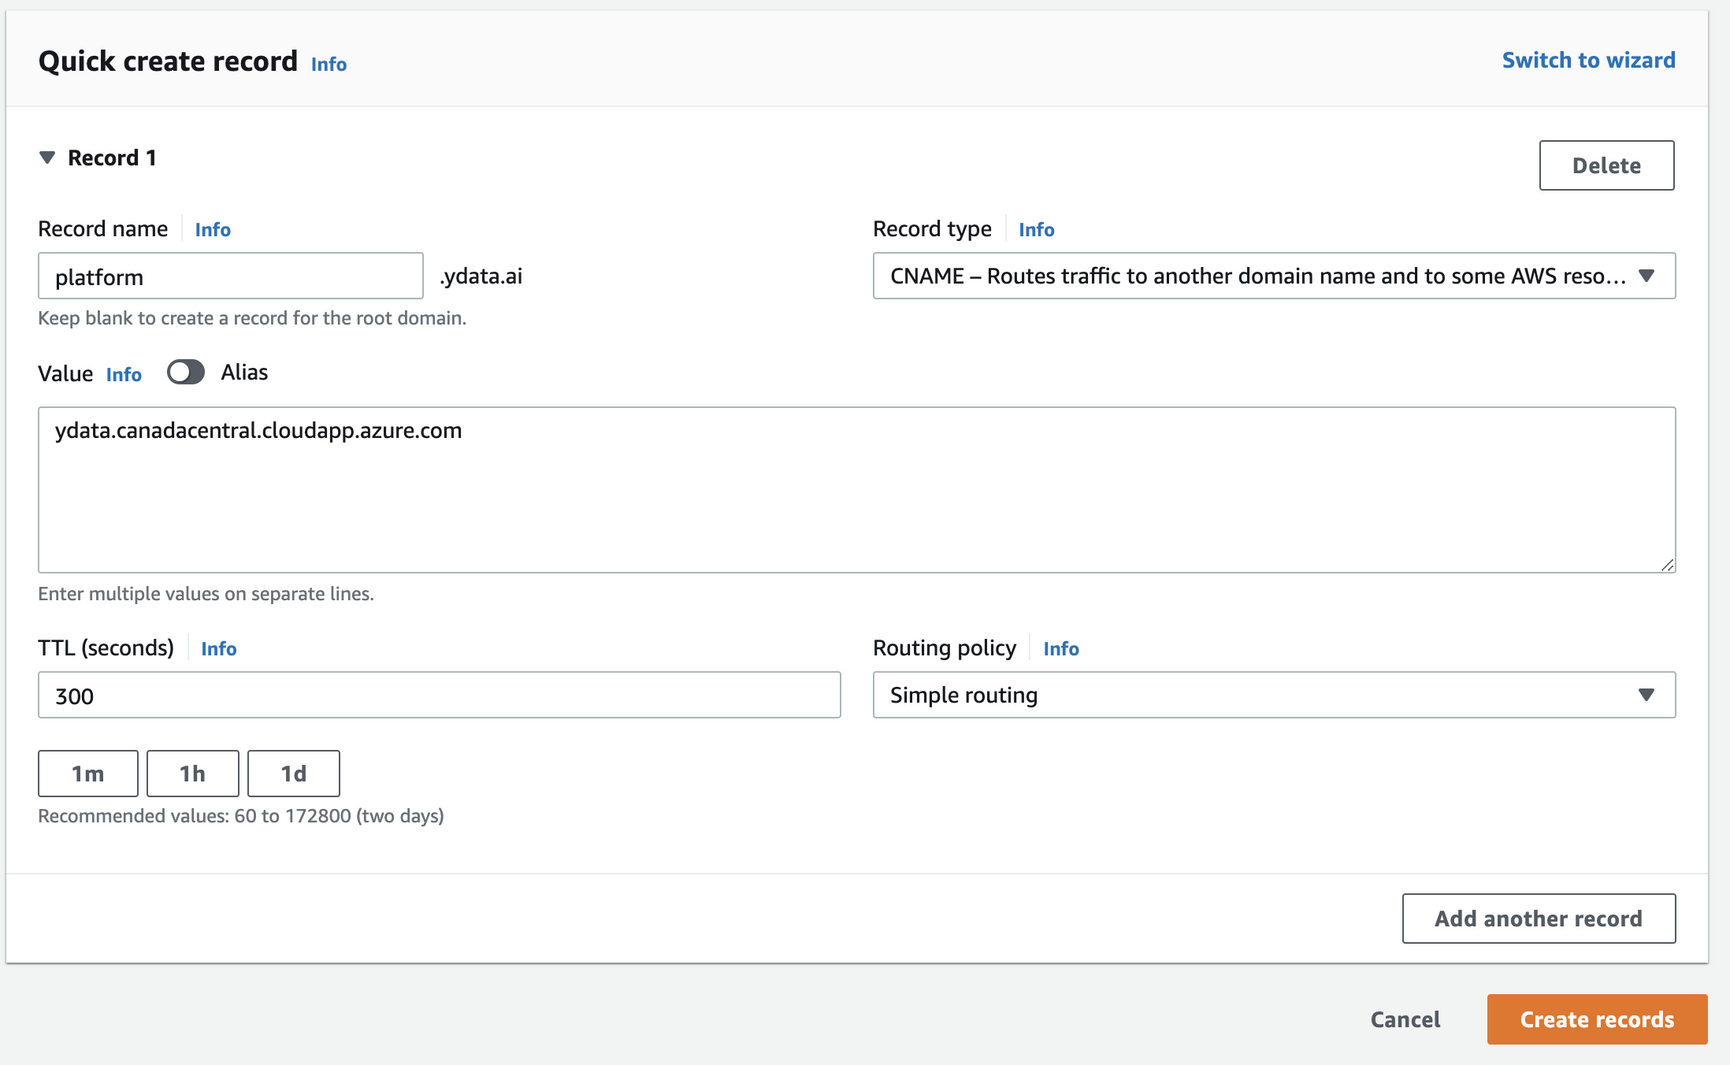 Quick create record Info
Switch to wizard
Record 1
Delete
Record name Info
Record type Info
platform .ydata.ai
CNAME – Routes traffic to another domain name and to some AWS reso...
Keep blank to create a record for the root domain.
Value Info Alias
ydata.canadacentral.cloudapp.azure.com
Enter multiple values on separate lines.
TTL (seconds) Info
Routing policy Info
300
Simple routing
1m 1h 1d
Recommended values: 60 to 172800 (two days)
Add another record
Cancel Create records